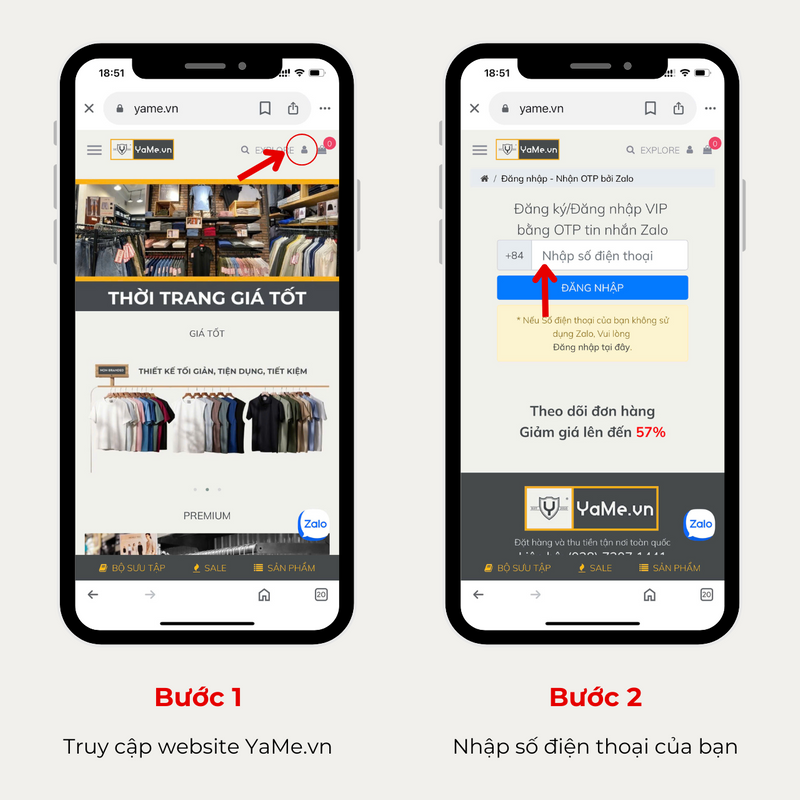 18:51
yame.vn
YaMe.vn
EXPLORE
0
THỜI TRANG GIÁ TỐT
GIÁ TỐT
NON BRANDED
THIẾT KẾ TỐI GIẢN, TIỆN DỤNG, TIẾT KIỆM
PREMIUM
Zalo
BỘ SƯU TẬP SALE SẢN PHẨM
20
Bước 1
Truy cập website YaMe.vn
18:51
yame.vn
YaMe.vn
EXPLORE
0
/ Đăng nhập - Nhận OTP bởi Zalo
Đăng ký/Đăng nhập VIP
bằng OTP tin nhắn Zalo
+84 Nhập số điện thoại
ĐĂNG NHẬP
* Nếu Số điện thoại của bạn không sử
dụng Zalo, Vui lòng
Đăng nhập tại đây.
Theo dõi đơn hàng
Giảm giá lên đến 57%
YaMe.vn
Đặt hàng và thu tiền tận nơi toàn quốc
Zalo
BỘ SƯU TẬP SALE SẢN PHẨM
20
Bước 2
Nhập số điện thoại của bạn